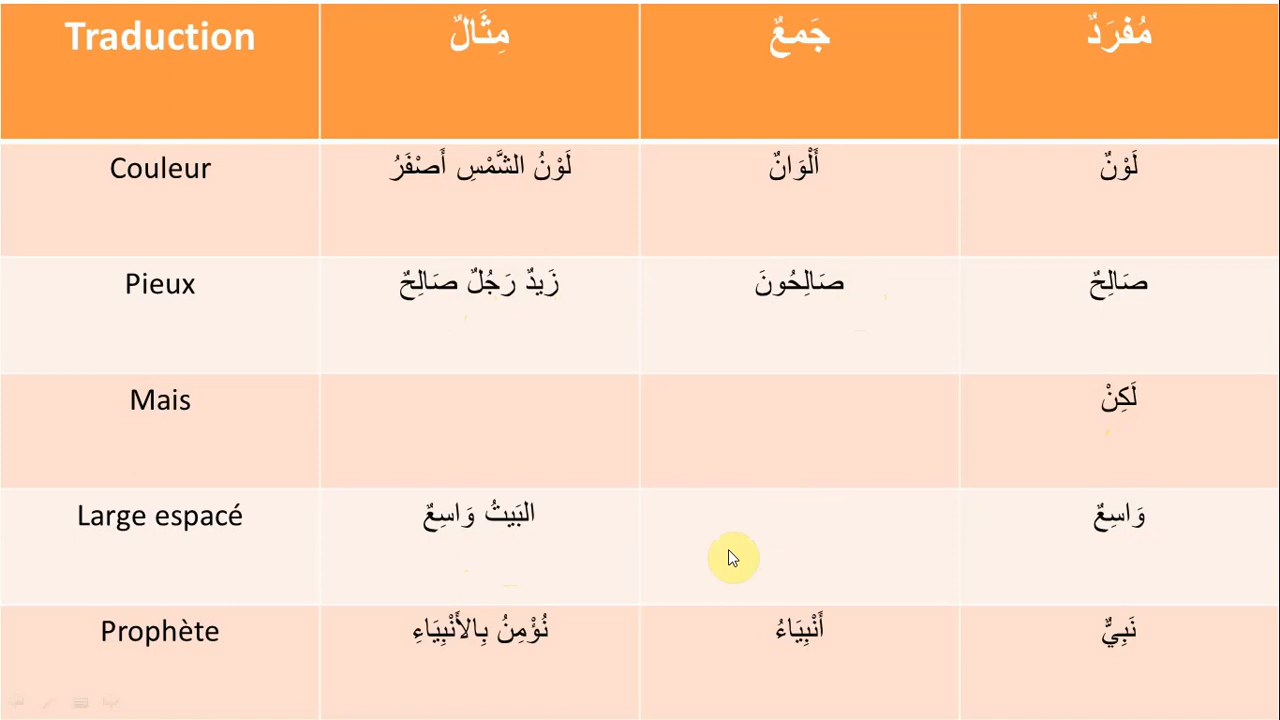 Traduction مِثَالٌ جَمعٌ مُفرَدٌ
Couleur لَوْنُ الشَّمْسِ أَصْفَرُ أَلْوَانٌ لَوْنٌ
Pieux زَيدٌ رَجُلٌ صَالِحٌ صَالِحُونَ صَالِحٌ
Mais لَكِنْ
Large espacé البَيتُ وَاسِعٌ وَاسِعٌ
Prophète نُؤْمِنُ بِالأَنْبِيَاءِ أَنْبِيَاءُ نَبِيٌّ